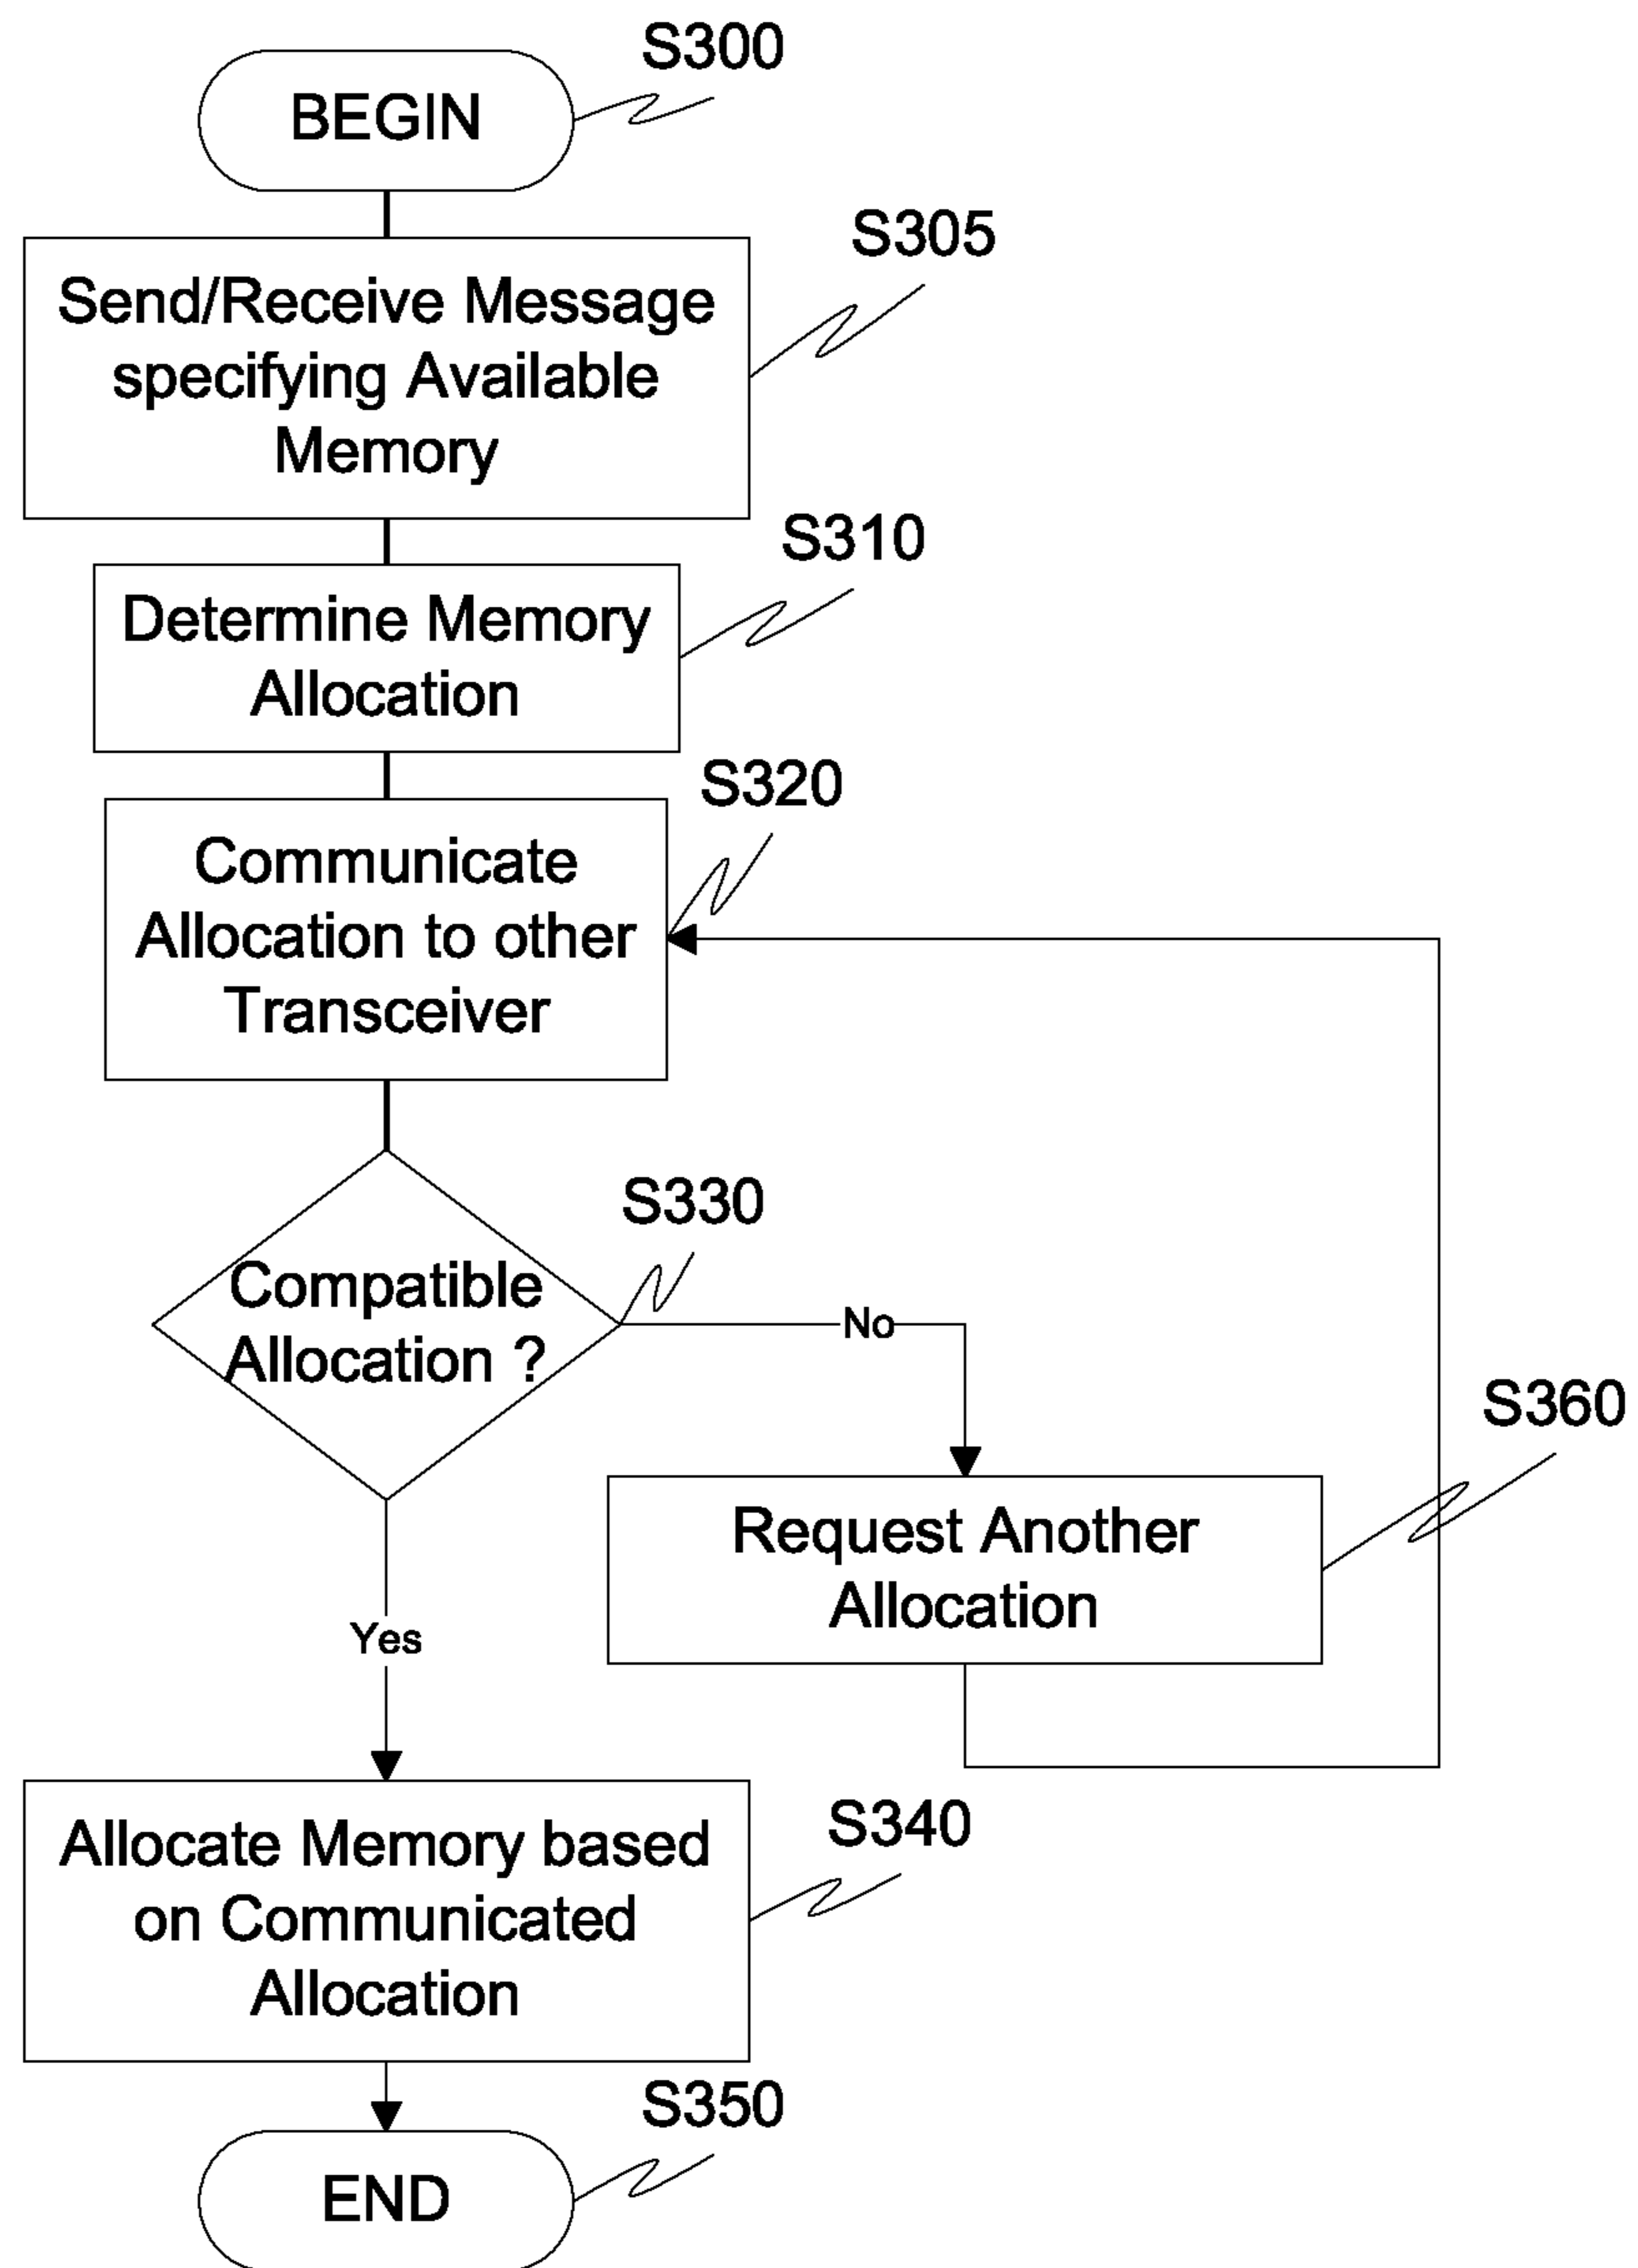 S300
BEGIN
S305
Send/Receive Message
specifying Available
Memory
S310
Determine Memory
Allocation
S320
Communicate
Allocation to other
Transceiver
S330
Compatible
Allocation ?
No
S360
Request Another
Allocation
Yes
S340
Allocate Memory based
on Communicated
Allocation
S350
END